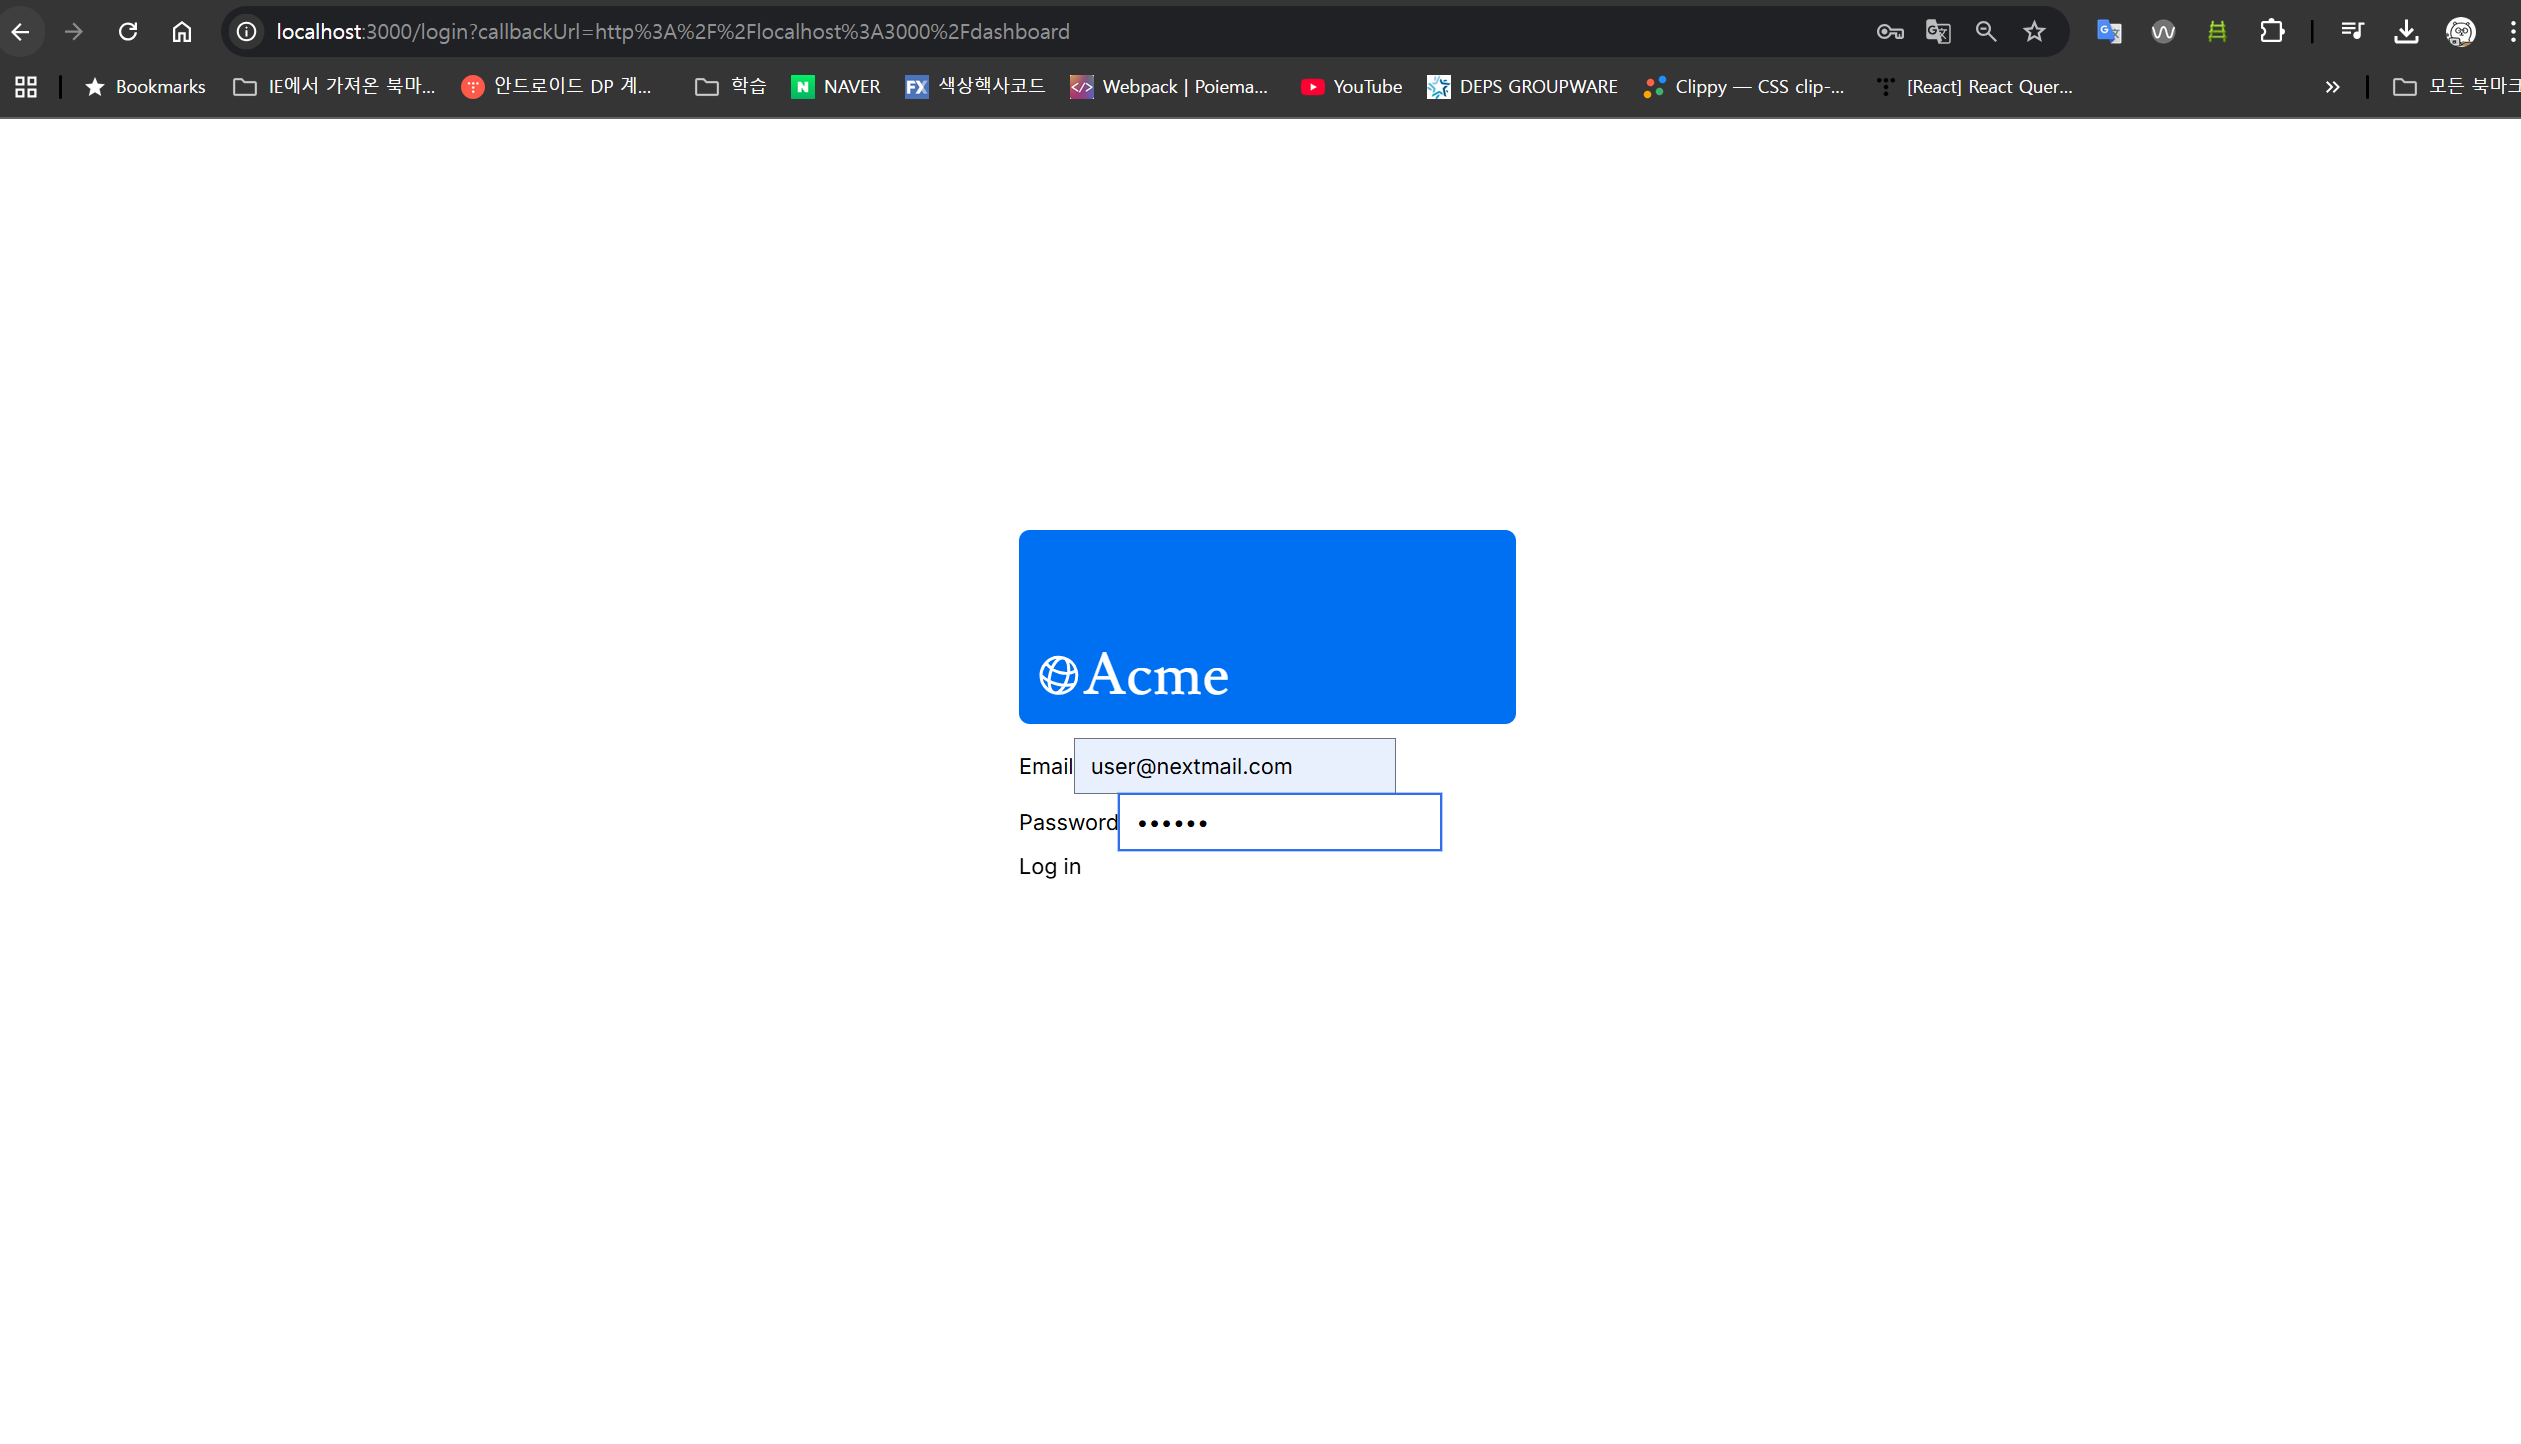 localhost:3000/login?callbackUrl=http%3A%2F%2Flocalhost%3A3000%2Fdashboard
Bookmarks IE에서 가져온 북마... 안드로이드 DP 계... 학습 NAVER FX 색상핵사코드 Webpack | Poiema... YouTube DEPS GROUPWARE Clippy — CSS clip-... [React] React Quer... » 모든 북마크
Acme
Email user@nextmail.com
Password ••••••
Log in